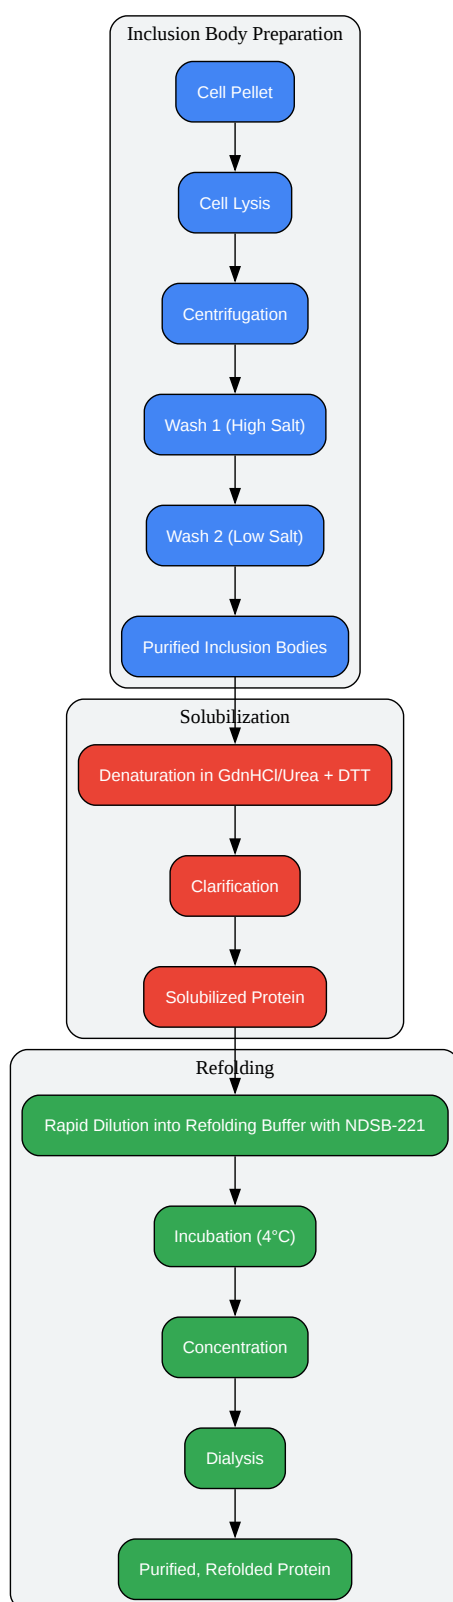 Inclusion Body Preparation
Cell Pellet
Cell Lysis
Centrifugation
Wash 1 (High Salt)
Wash 2 (Low Salt)
Purified Inclusion Bodies
Solubilization
Denaturation in GdnHCl/Urea + DTT
Clarification
Solubilized Protein
Refolding
Rapid Dilution into Refolding Buffer with NDSB-221
Incubation (4°C)
Concentration
Dialysis
Purified, Refolded Protein